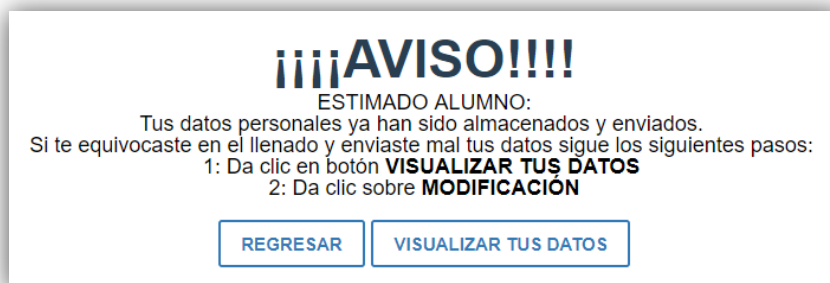 ¡¡¡¡AVISO!!!!
ESTIMADO ALUMNO:
Tus datos personales ya han sido almacenados y enviados.
Si te equivocaste en el llenado y enviaste mal tus datos sigue los siguientes pasos:
1: Da clic en botón VISUALIZAR TUS DATOS
2: Da clic sobre MODIFICACIÓN
REGRESAR VISUALIZAR TUS DATOS